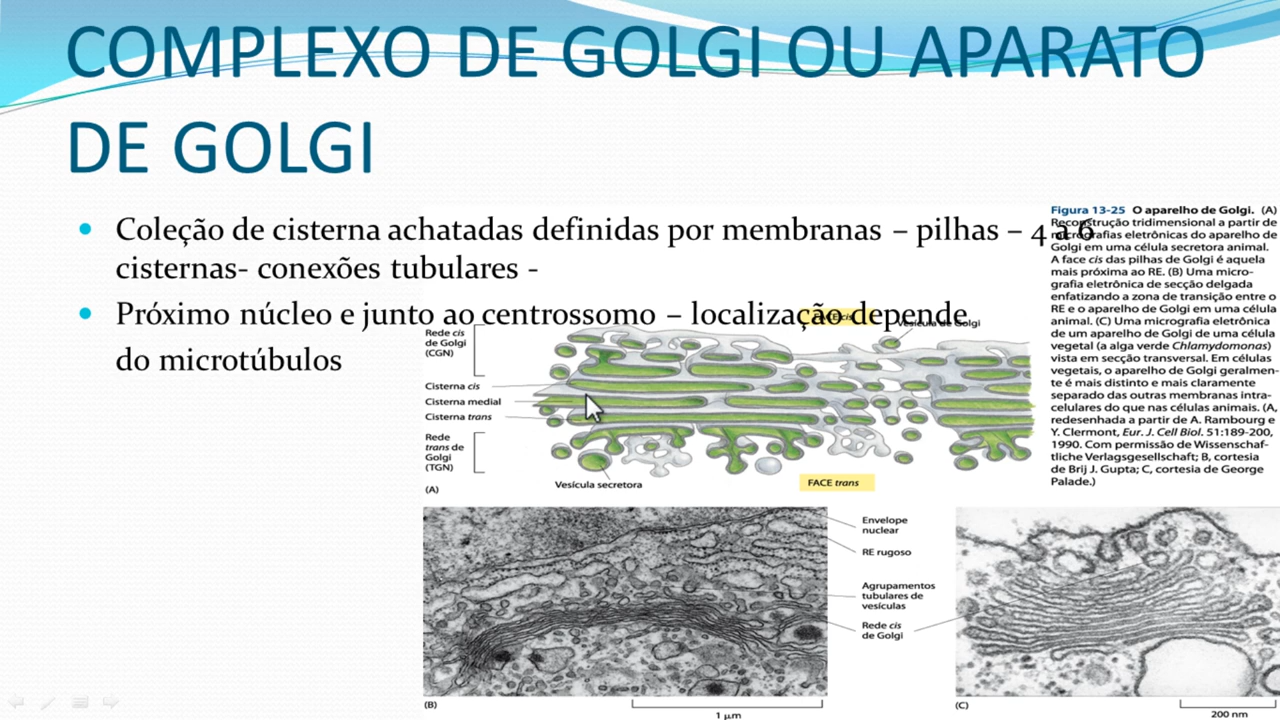 COMPLEXO DE GOLGI OU APARATO
DE GOLGI
Coleção de cisterna achatadas definidas por membranas – pilhas – 4 a 6
cisternas- conexões tubulares -
Próximo núcleo e junto ao centrossomo – localização depende
do microtúbulos
FACE cis
Vesícula de Golgi
Rede cis
de Golgi
(CGN)
Cisterna cis
Cisterna medial
Cisterna trans
Rede
trans de
Golgi
(TGN)
Vesícula secretora
FACE trans
(A)
Figura 13-25 O aparelho de Golgi. (A)
Reconstrução tridimensional a partir de
micrografias eletrônicas do aparelho de
Golgi em uma célula secretora animal.
A face cis das pilhas de Golgi é aquela
mais próxima ao RE. (B) Uma micro-
grafia eletrônica de secção delgada
enfatizando a zona de transição entre o
RE e o aparelho de Golgi em uma célula
animal. (C) Uma micrografia eletrônica
de um aparelho de Golgi de uma célula
vegetal (a alga verde Chlamydomonas)
vista em secção transversal. Em células
vegetais, o aparelho de Golgi geralmen-
te é mais distinto e mais claramente
separado das outras membranas intra-
celulares do que nas células animais. (A,
redesenhada a partir de A. Rambourg e
Y. Clermont, Eur. J. Cell Biol. 51:189-200,
1990. Com permissão de Wissenschaf-
tliche Verlagsgesellschaft; B, cortesia
de Brij J. Gupta; C, cortesia de George
Palade.)
Envelope
nuclear
RE rugoso
Agrupamentos
tubulares de
vesículas
Rede cis
de Golgi
(B)
1 µm
(C)
200 nm